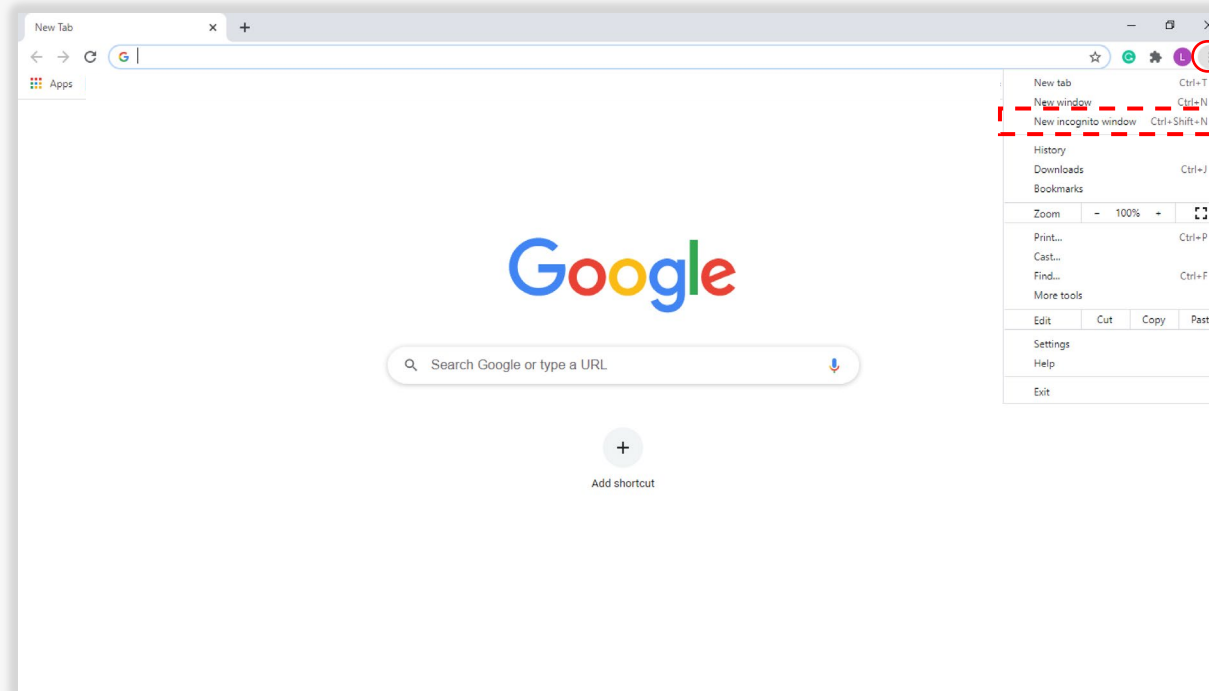 New Tab
G
Apps
L
New tab Ctrl+T
New window Ctrl+N
New incognito window Ctrl+Shift+N
History
Downloads Ctrl+J
Bookmarks
Zoom - 100% +
Print... Ctrl+P
Cast...
Find... Ctrl+F
More tools
Edit Cut Copy Past
Settings
Help
Exit
Google
Search Google or type a URL
Add shortcut